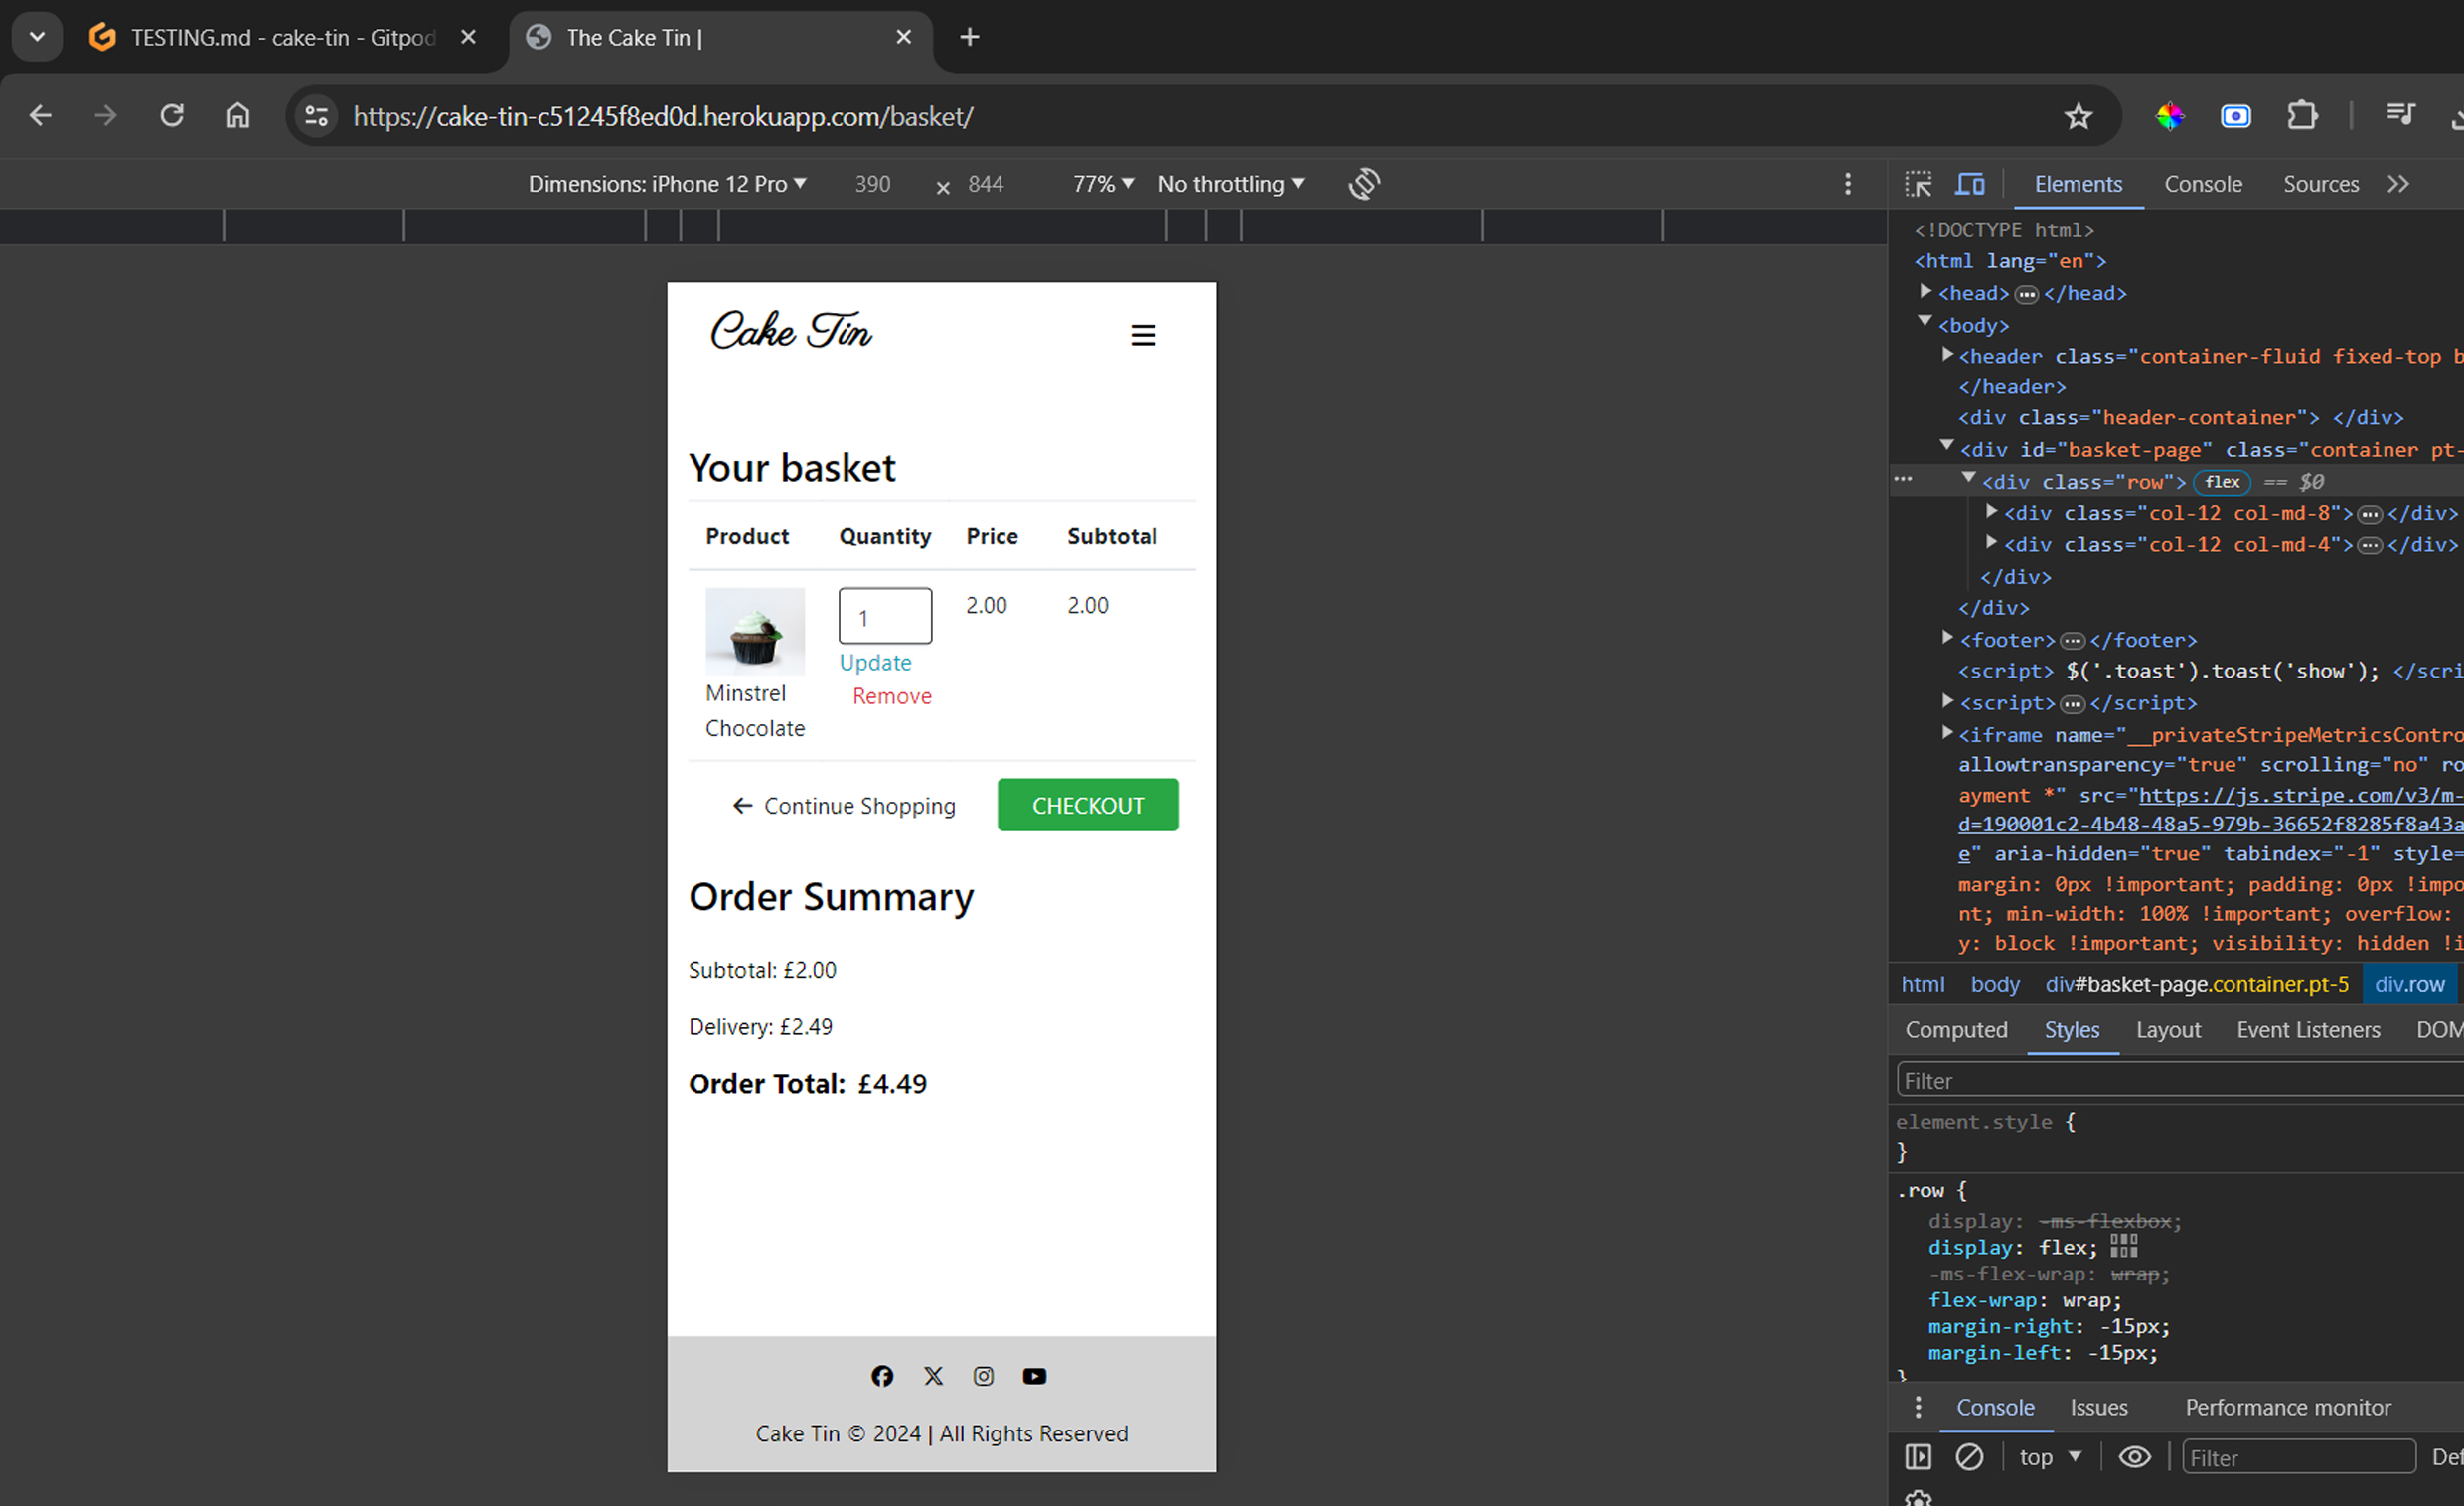 TESTING.md - cake-tin - Gitpod
The Cake Tin |
https://cake-tin-c51245f8ed0d.herokuapp.com/basket/
Dimensions: iPhone 12 Pro 390 × 844 77% No throttling
Cake Tin
Your basket
Product Quantity Price Subtotal
1 2.00 2.00
Update
Minstrel Remove
Chocolate
Continue Shopping CHECKOUT
Order Summary
Subtotal: £2.00
Delivery: £2.49
Order Total: £4.49
Cake Tin © 2024 | All Rights Reserved
Elements Console Sources
<!DOCTYPE html>
<html lang="en">
<head> </head>
<body>
<header class="container-fluid fixed-top b
</header>
<div class="header-container"> </div>
<div id="basket-page" class="container pt-
<div class="row"> flex == $0
<div class="col-12 col-md-8"> </div>
<div class="col-12 col-md-4"> </div>
</div>
</div>
<footer> </footer>
<script> $('.toast').toast('show'); </scri
<script> </script>
<iframe name="__privateStripeMetricsContro
allowtransparency="true" scrolling="no" ro
ayment *" src="https://js.stripe.com/v3/m-
d=190001c2-4b48-48a5-979b-36652f8285f8a43a
e" aria-hidden="true" tabindex="-1" style=
margin: 0px !important; padding: 0px !impo
nt; min-width: 100% !important; overflow:
y: block !important; visibility: hidden !i
html body div#basket-page.container.pt-5 div.row
Computed Styles Layout Event Listeners DOM
Filter
element.style {
}
.row {
display: -ms-flexbox;
display: flex;
-ms-flex-wrap: wrap;
flex-wrap: wrap;
margin-right: -15px;
margin-left: -15px;
}
Console Issues Performance monitor
top Filter Def